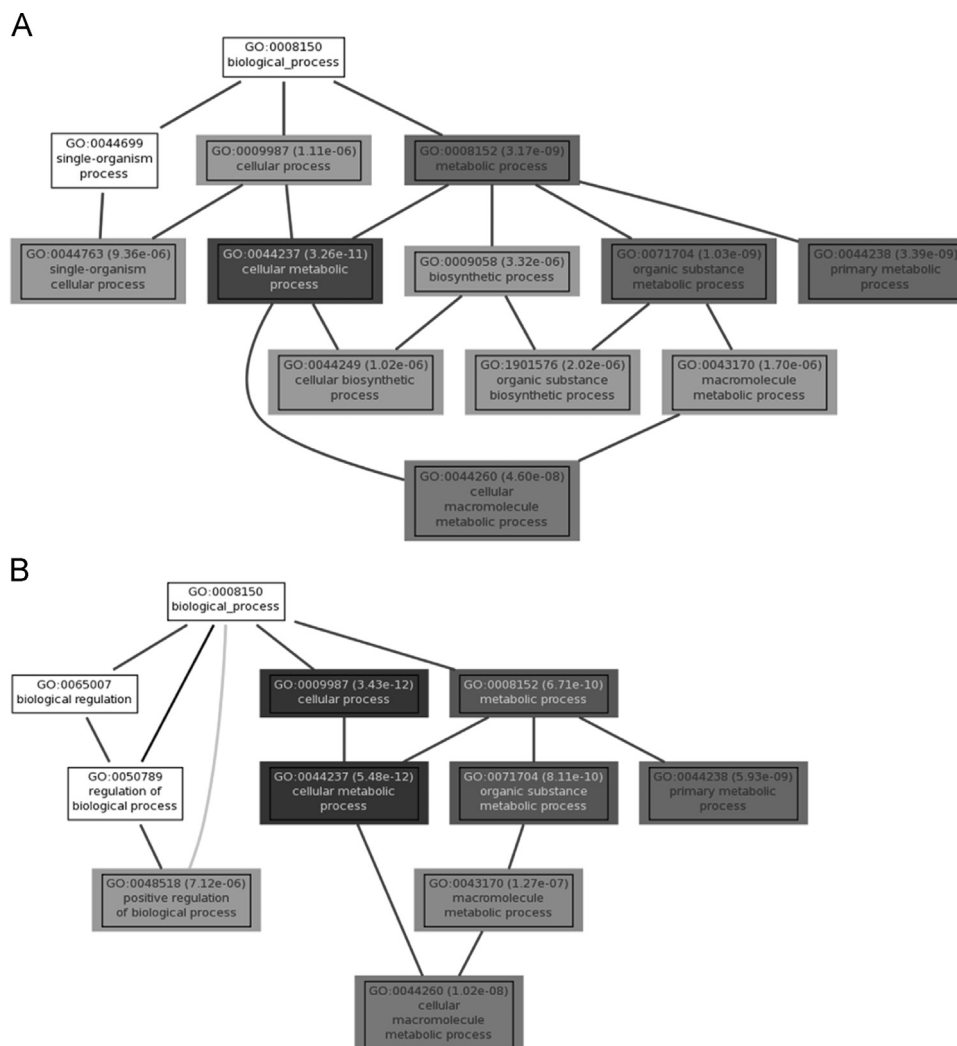 A
GO:0008150
biological_process
GO:0044699
single-organism
process
GO:0009987 (1.11e-06)
cellular process
GO:0008152 (3.17e-09)
metabolic process
GO:0044763 (9.36e-06)
single-organism
cellular process
GO:0044237 (3.26e-11)
cellular metabolic
process
GO:0009058 (3.32e-06)
biosynthetic process
GO:0071704 (1.03e-09)
organic substance
metabolic process
GO:0044238 (3.39e-09)
primary metabolic
process
GO:0044249 (1.02e-06)
cellular biosynthetic
process
GO:1901576 (2.02e-06)
organic substance
biosynthetic process
GO:0043170 (1.70e-06)
macromolecule
metabolic process
GO:0044260 (4.60e-08)
cellular
macromolecule
metabolic process
B
GO:0008150
biological_process
GO:0065007
biological regulation
GO:0009987 (3.43e-12)
cellular process
GO:0008152 (6.71e-10)
metabolic process
GO:0050789
regulation of
biological process
GO:0044237 (5.48e-12)
cellular metabolic
process
GO:0071704 (8.11e-10)
organic substance
metabolic process
GO:0044238 (5.93e-09)
primary metabolic
process
GO:0048518 (7.12e-06)
positive regulation
of biological process
GO:0043170 (1.27e-07)
macromolecule
metabolic process
GO:0044260 (1.02e-08)
cellular
macromolecule
metabolic process